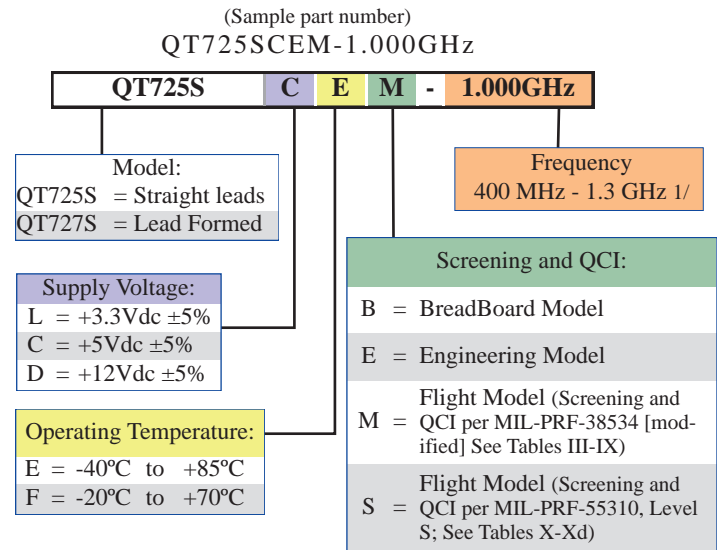 (Sample part number)
QT725SCEM-1.000GHz
QT725S C E M - 1.000GHz
Model:
QT725S = Straight leads
QT727S = Lead Formed
Frequency
400 MHz - 1.3 GHz 1/
Supply Voltage:
L = +3.3Vdc ±5%
C = +5Vdc ±5%
D = +12Vdc ±5%
Operating Temperature:
E = -40ºC to +85ºC
F = -20ºC to +70ºC
Screening and QCI:
B = BreadBoard Model
E = Engineering Model
Flight Model (Screening and
M = QCI per MIL-PRF-38534 [mod-
ified] See Tables III-IX)
Flight Model (Screening and
S = QCI per MIL-PRF-55310, Level
S; See Tables X-Xd)